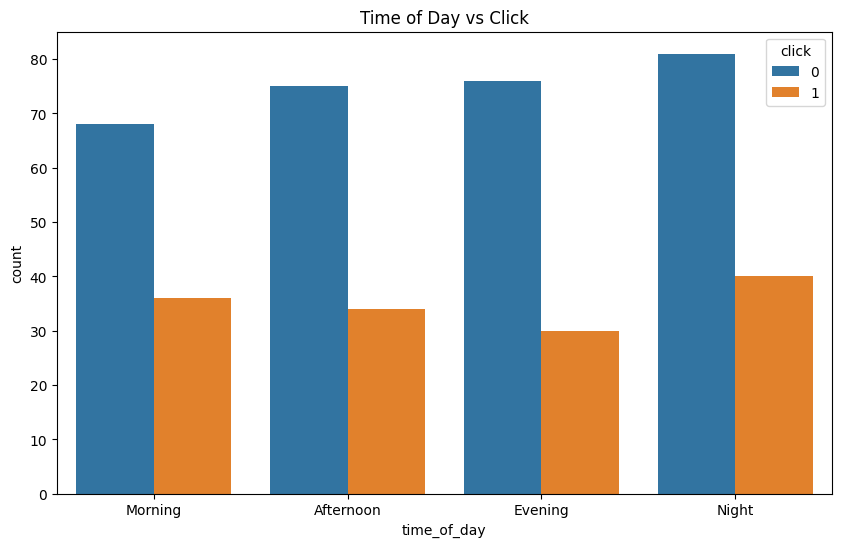 Time of Day vs Click
click
0
1
80
70
60
50
40
30
20
10
0
count
Morning Afternoon Evening Night
time_of_day